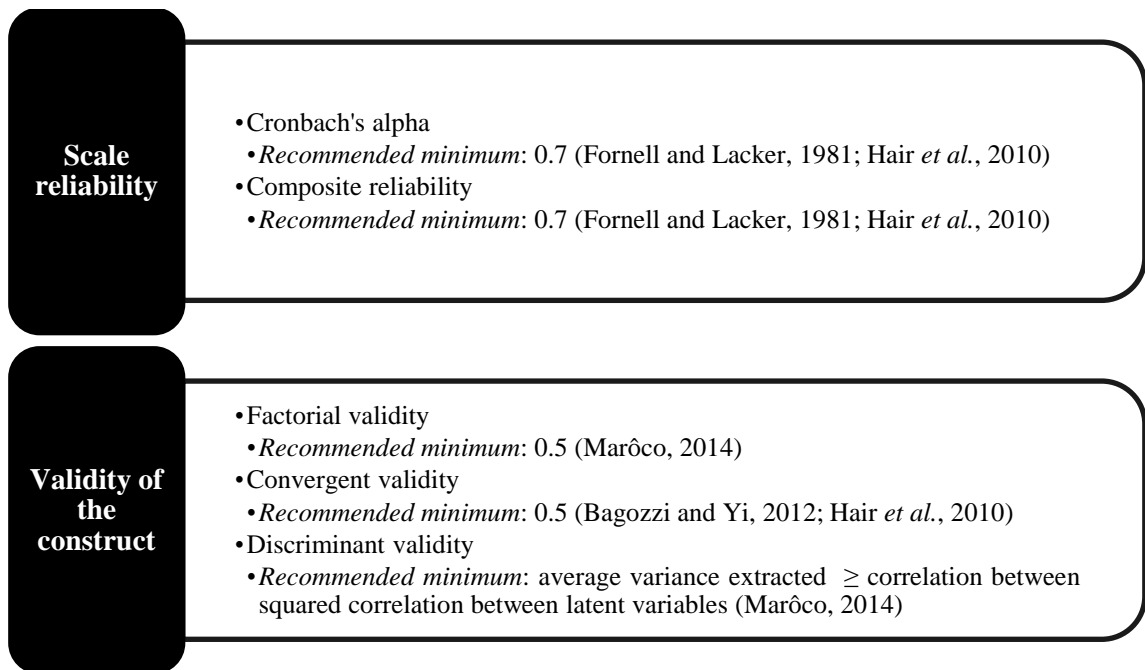 Scale
reliability
•Cronbach's alpha
•Recommended minimum: 0.7 (Fornell and Lacker, 1981; Hair et al., 2010)
•Composite reliability
•Recommended minimum: 0.7 (Fornell and Lacker, 1981; Hair et al., 2010)
Validity of
the
construct
•Factorial validity
•Recommended minimum: 0.5 (Marôco, 2014)
•Convergent validity
•Recommended minimum: 0.5 (Bagozzi and Yi, 2012; Hair et al., 2010)
•Discriminant validity
•Recommended minimum: average variance extracted ≥ correlation between
squared correlation between latent variables (Marôco, 2014)